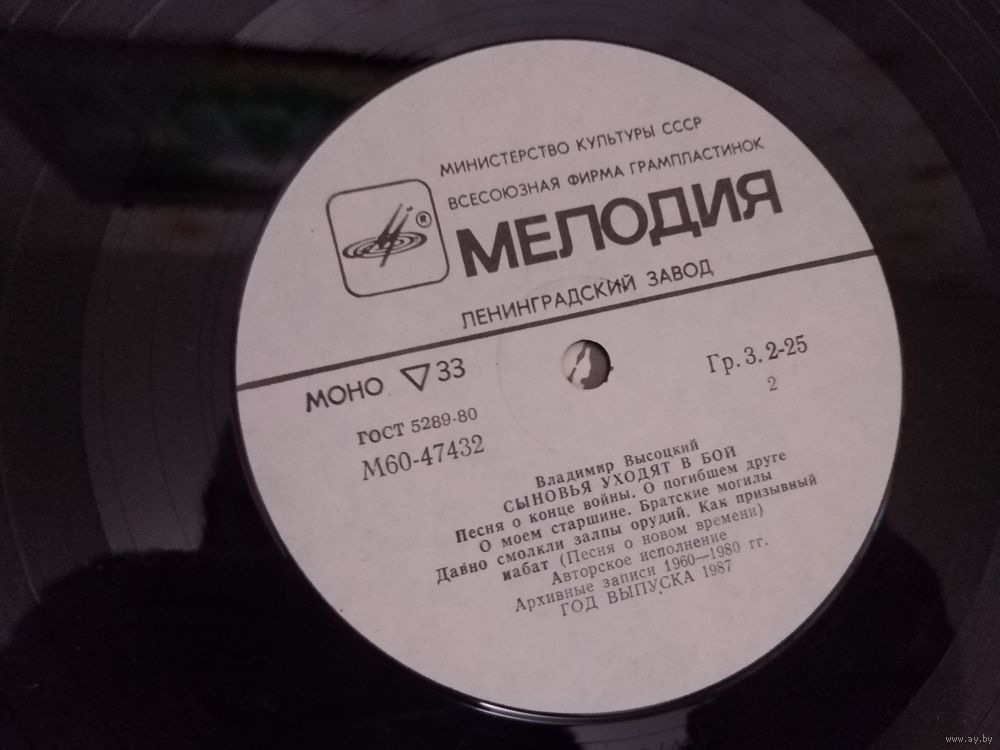 МИНИСТЕРСТВО КУЛЬТУРЫ СССР
ВСЕСОЮЗНАЯ ФИРМА ГРАМПЛАСТИНОК
®
МЕЛОДИЯ
ЛЕНИНГРАДСКИЙ ЗАВОД
МОНО ▽ 33
ГОСТ 5289-80
М60-47432
Гр. 3. 2-25
2
Владимир Высоцкий
СЫНОВЬЯ УХОДЯТ В БОЙ
Песня о конце войны. О погибшем друге
О моем старшине. Братские могилы
Давно смолкли залпы орудий. Как призывный
набат (Песня о новом времени)
Авторское исполнение
Архивные записи 1960—1980 гг.
ГОД ВЫПУСКА 1987
www.ay.by